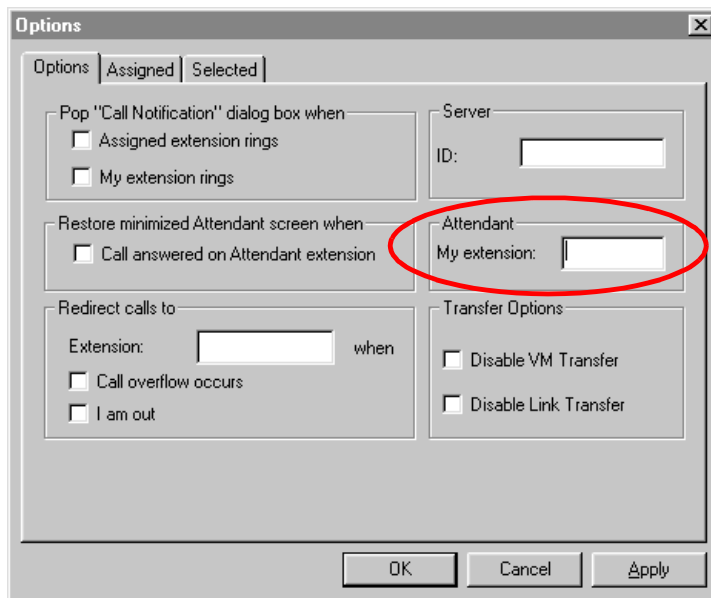 Options
Options Assigned Selected
Pop "Call Notification" dialog box when
Assigned extension rings
My extension rings
Server
ID:
Restore minimized Attendant screen when
Call answered on Attendant extension
Attendant
My extension:
Redirect calls to
Extension: when
Call overflow occurs
I am out
Transfer Options
Disable VM Transfer
Disable Link Transfer
OK Cancel Apply